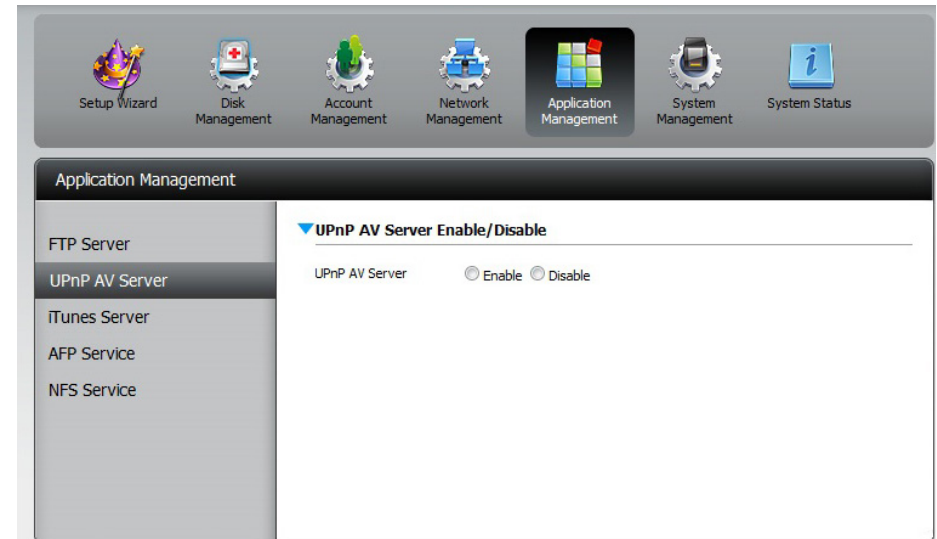 Setup Wizard
Disk
Management
Account
Management
Network
Management
Application
Management
System
Management
System Status
Application Management
FTP Server
UPnP AV Server
iTunes Server
AFP Service
NFS Service
UPnP AV Server Enable/Disable
UPnP AV Server Enable Disable